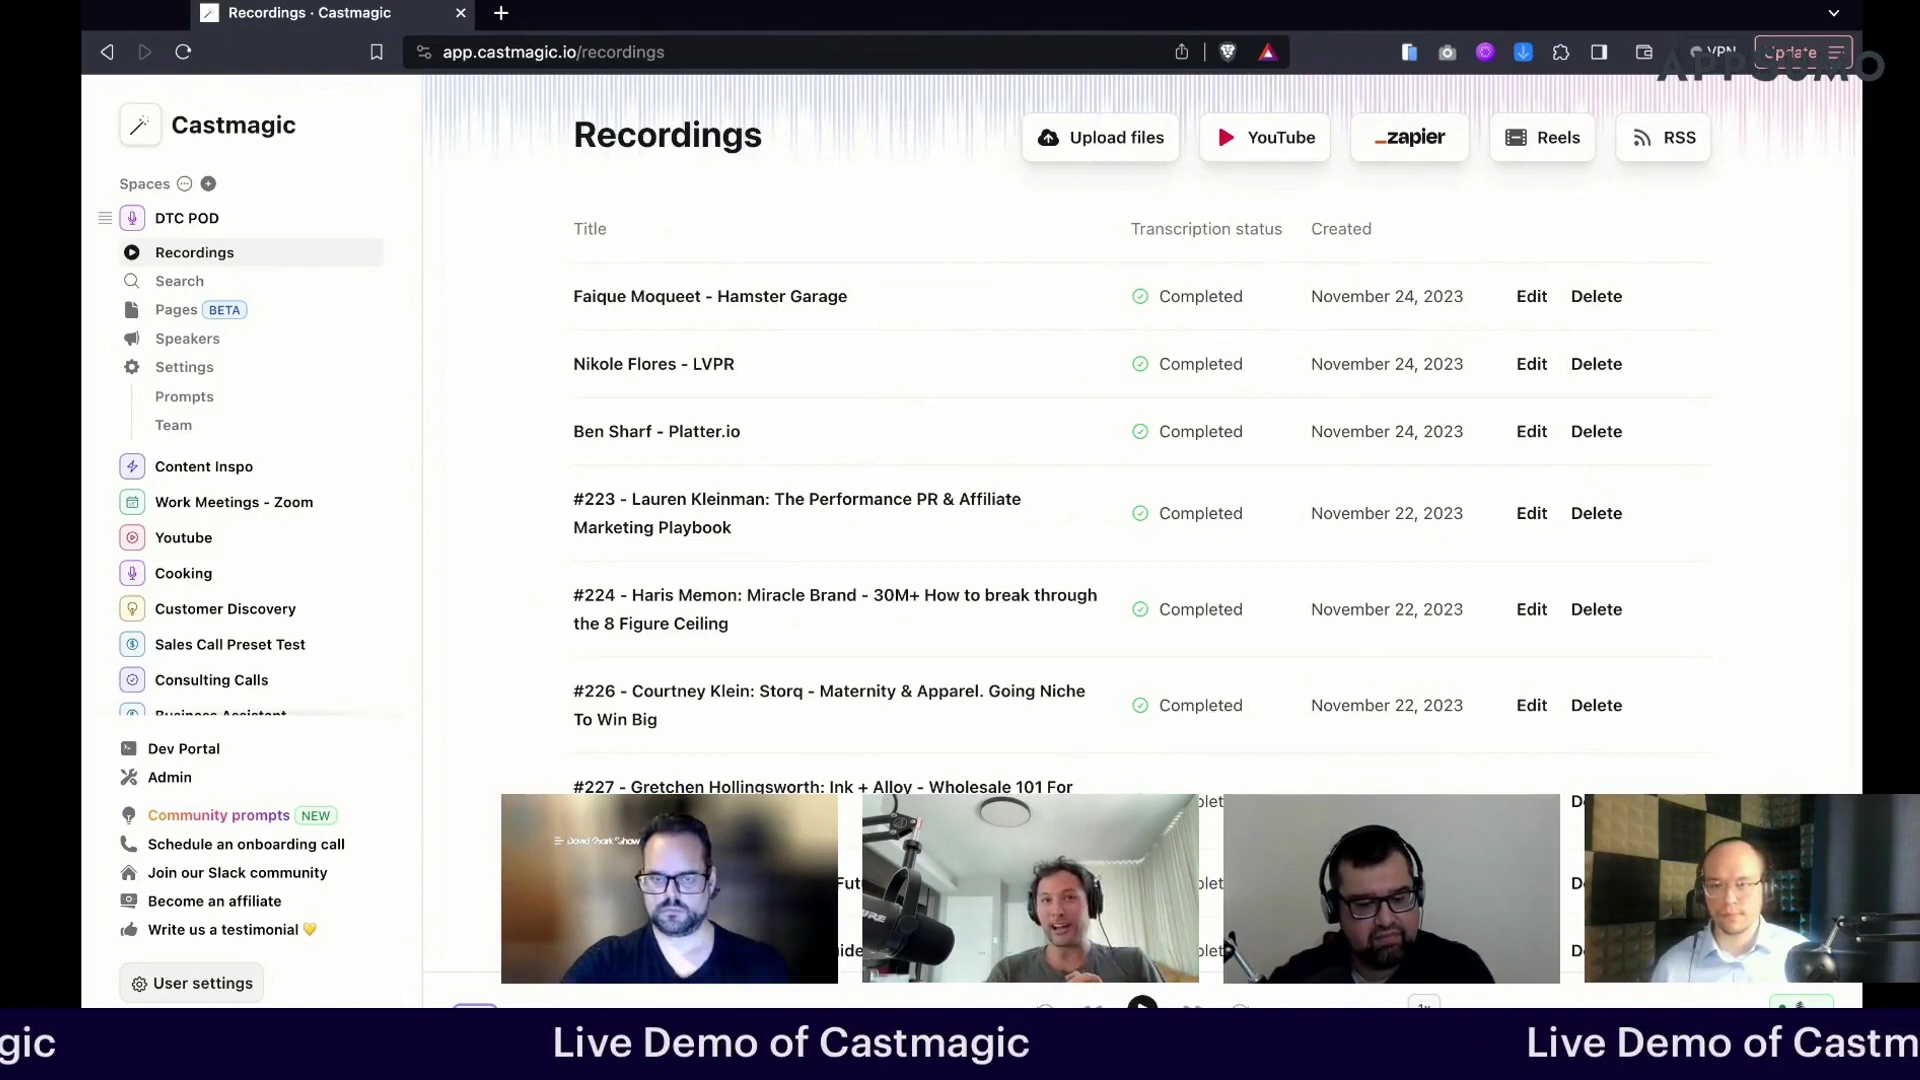 Recordings · Castmagic
app.castmagic.io/recordings
VPN
Update
APPSUMO
Castmagic
Spaces
DTC POD
Recordings
Search
Pages BETA
Speakers
Settings
Prompts
Team
Content Inspo
Work Meetings - Zoom
Youtube
Cooking
Customer Discovery
Sales Call Preset Test
Consulting Calls
Business Assistant
Dev Portal
Admin
Community prompts NEW
Schedule an onboarding call
Join our Slack community
Become an affiliate
Write us a testimonial 💛
User settings
Recordings
Upload files
YouTube
zapier
Reels
RSS
Title Transcription status Created
Faique Moqueet - Hamster Garage Completed November 24, 2023 Edit Delete
Nikole Flores - LVPR Completed November 24, 2023 Edit Delete
Ben Sharf - Platter.io Completed November 24, 2023 Edit Delete
#223 - Lauren Kleinman: The Performance PR & Affiliate
Marketing Playbook
Completed November 22, 2023 Edit Delete
#224 - Haris Memon: Miracle Brand - 30M+ How to break through
the 8 Figure Ceiling
Completed November 22, 2023 Edit Delete
#226 - Courtney Klein: Storq - Maternity & Apparel. Going Niche
To Win Big
Completed November 22, 2023 Edit Delete
#227 - Gretchen Hollingsworth: Ink + Alloy - Wholesale 101 For
gic
Live Demo of Castmagic
Live Demo of Castm